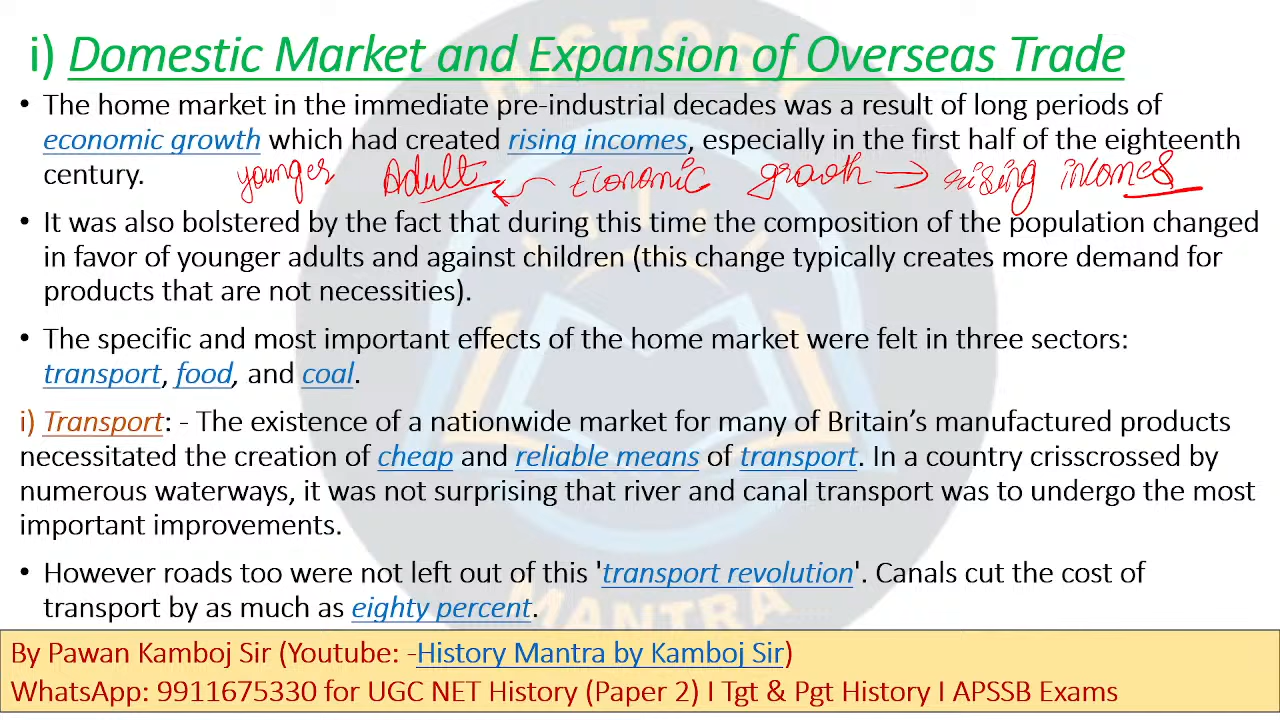 i) Domestic Market and Expansion of Overseas Trade
• The home market in the immediate pre-industrial decades was a result of long periods of
economic growth which had created rising incomes, especially in the first half of the eighteenth
century.
younger Adult Economic growth → rising incomes
• It was also bolstered by the fact that during this time the composition of the population changed
in favor of younger adults and against children (this change typically creates more demand for
products that are not necessities).
• The specific and most important effects of the home market were felt in three sectors:
transport, food, and coal.
i) Transport: - The existence of a nationwide market for many of Britain’s manufactured products
necessitated the creation of cheap and reliable means of transport. In a country crisscrossed by
numerous waterways, it was not surprising that river and canal transport was to undergo the most
important improvements.
• However roads too were not left out of this 'transport revolution'. Canals cut the cost of
transport by as much as eighty percent.
HISTORY
MANTRA
By Pawan Kamboj Sir (Youtube: -History Mantra by Kamboj Sir)
WhatsApp: 9911675330 for UGC NET History (Paper 2) I Tgt & Pgt History I APSSB Exams